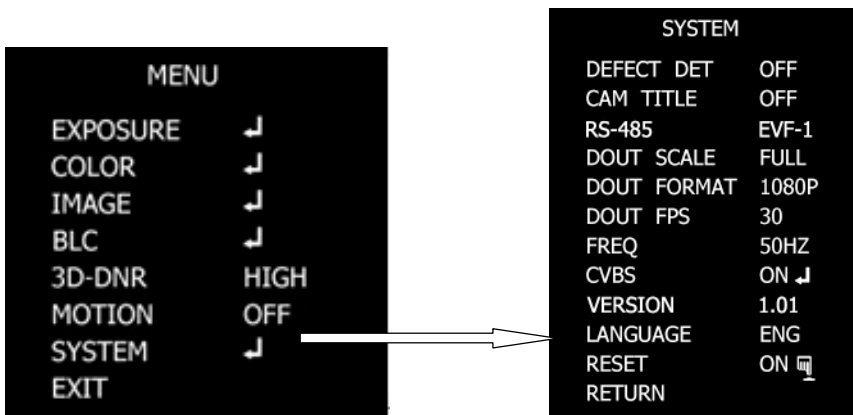 MENU
EXPOSURE ↲
COLOR ↲
IMAGE ↲
BLC ↲
3D-DNR HIGH
MOTION OFF
SYSTEM ↲
EXIT
SYSTEM
DEFECT DET OFF
CAM TITLE OFF
RS-485 EVF-1
DOUT SCALE FULL
DOUT FORMAT 1080P
DOUT FPS 30
FREQ 50HZ
CVBS ON ↲
VERSION 1.01
LANGUAGE ENG
RESET ON
RETURN